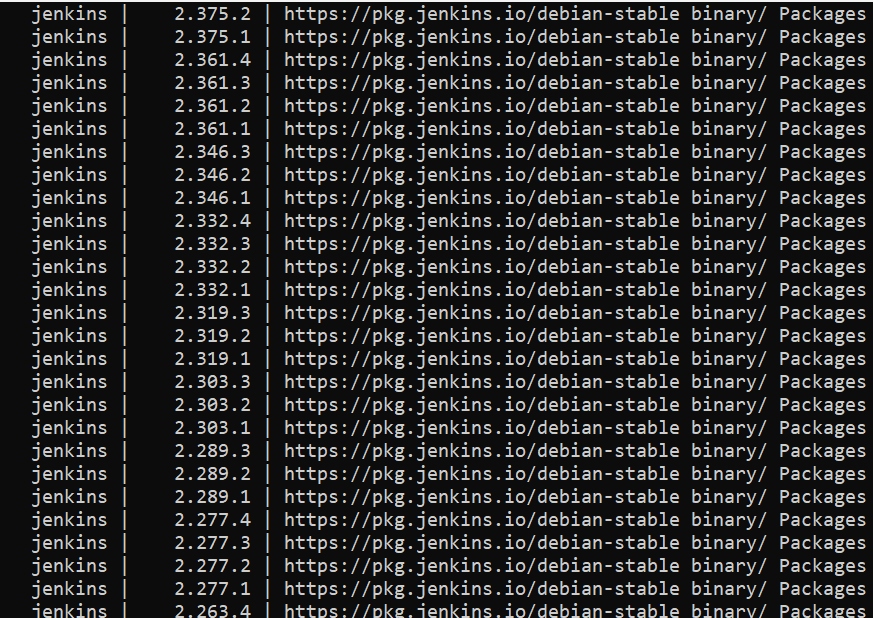 jenkins | 2.375.2 | https://pkg.jenkins.io/debian-stable binary/ Packages
jenkins | 2.375.1 | https://pkg.jenkins.io/debian-stable binary/ Packages
jenkins | 2.361.4 | https://pkg.jenkins.io/debian-stable binary/ Packages
jenkins | 2.361.3 | https://pkg.jenkins.io/debian-stable binary/ Packages
jenkins | 2.361.2 | https://pkg.jenkins.io/debian-stable binary/ Packages
jenkins | 2.361.1 | https://pkg.jenkins.io/debian-stable binary/ Packages
jenkins | 2.346.3 | https://pkg.jenkins.io/debian-stable binary/ Packages
jenkins | 2.346.2 | https://pkg.jenkins.io/debian-stable binary/ Packages
jenkins | 2.346.1 | https://pkg.jenkins.io/debian-stable binary/ Packages
jenkins | 2.332.4 | https://pkg.jenkins.io/debian-stable binary/ Packages
jenkins | 2.332.3 | https://pkg.jenkins.io/debian-stable binary/ Packages
jenkins | 2.332.2 | https://pkg.jenkins.io/debian-stable binary/ Packages
jenkins | 2.332.1 | https://pkg.jenkins.io/debian-stable binary/ Packages
jenkins | 2.319.3 | https://pkg.jenkins.io/debian-stable binary/ Packages
jenkins | 2.319.2 | https://pkg.jenkins.io/debian-stable binary/ Packages
jenkins | 2.319.1 | https://pkg.jenkins.io/debian-stable binary/ Packages
jenkins | 2.303.3 | https://pkg.jenkins.io/debian-stable binary/ Packages
jenkins | 2.303.2 | https://pkg.jenkins.io/debian-stable binary/ Packages
jenkins | 2.303.1 | https://pkg.jenkins.io/debian-stable binary/ Packages
jenkins | 2.289.3 | https://pkg.jenkins.io/debian-stable binary/ Packages
jenkins | 2.289.2 | https://pkg.jenkins.io/debian-stable binary/ Packages
jenkins | 2.289.1 | https://pkg.jenkins.io/debian-stable binary/ Packages
jenkins | 2.277.4 | https://pkg.jenkins.io/debian-stable binary/ Packages
jenkins | 2.277.3 | https://pkg.jenkins.io/debian-stable binary/ Packages
jenkins | 2.277.2 | https://pkg.jenkins.io/debian-stable binary/ Packages
jenkins | 2.277.1 | https://pkg.jenkins.io/debian-stable binary/ Packages
jenkins | 2.263.4 | https://pkg.jenkins.io/debian-stable binary/ Packages